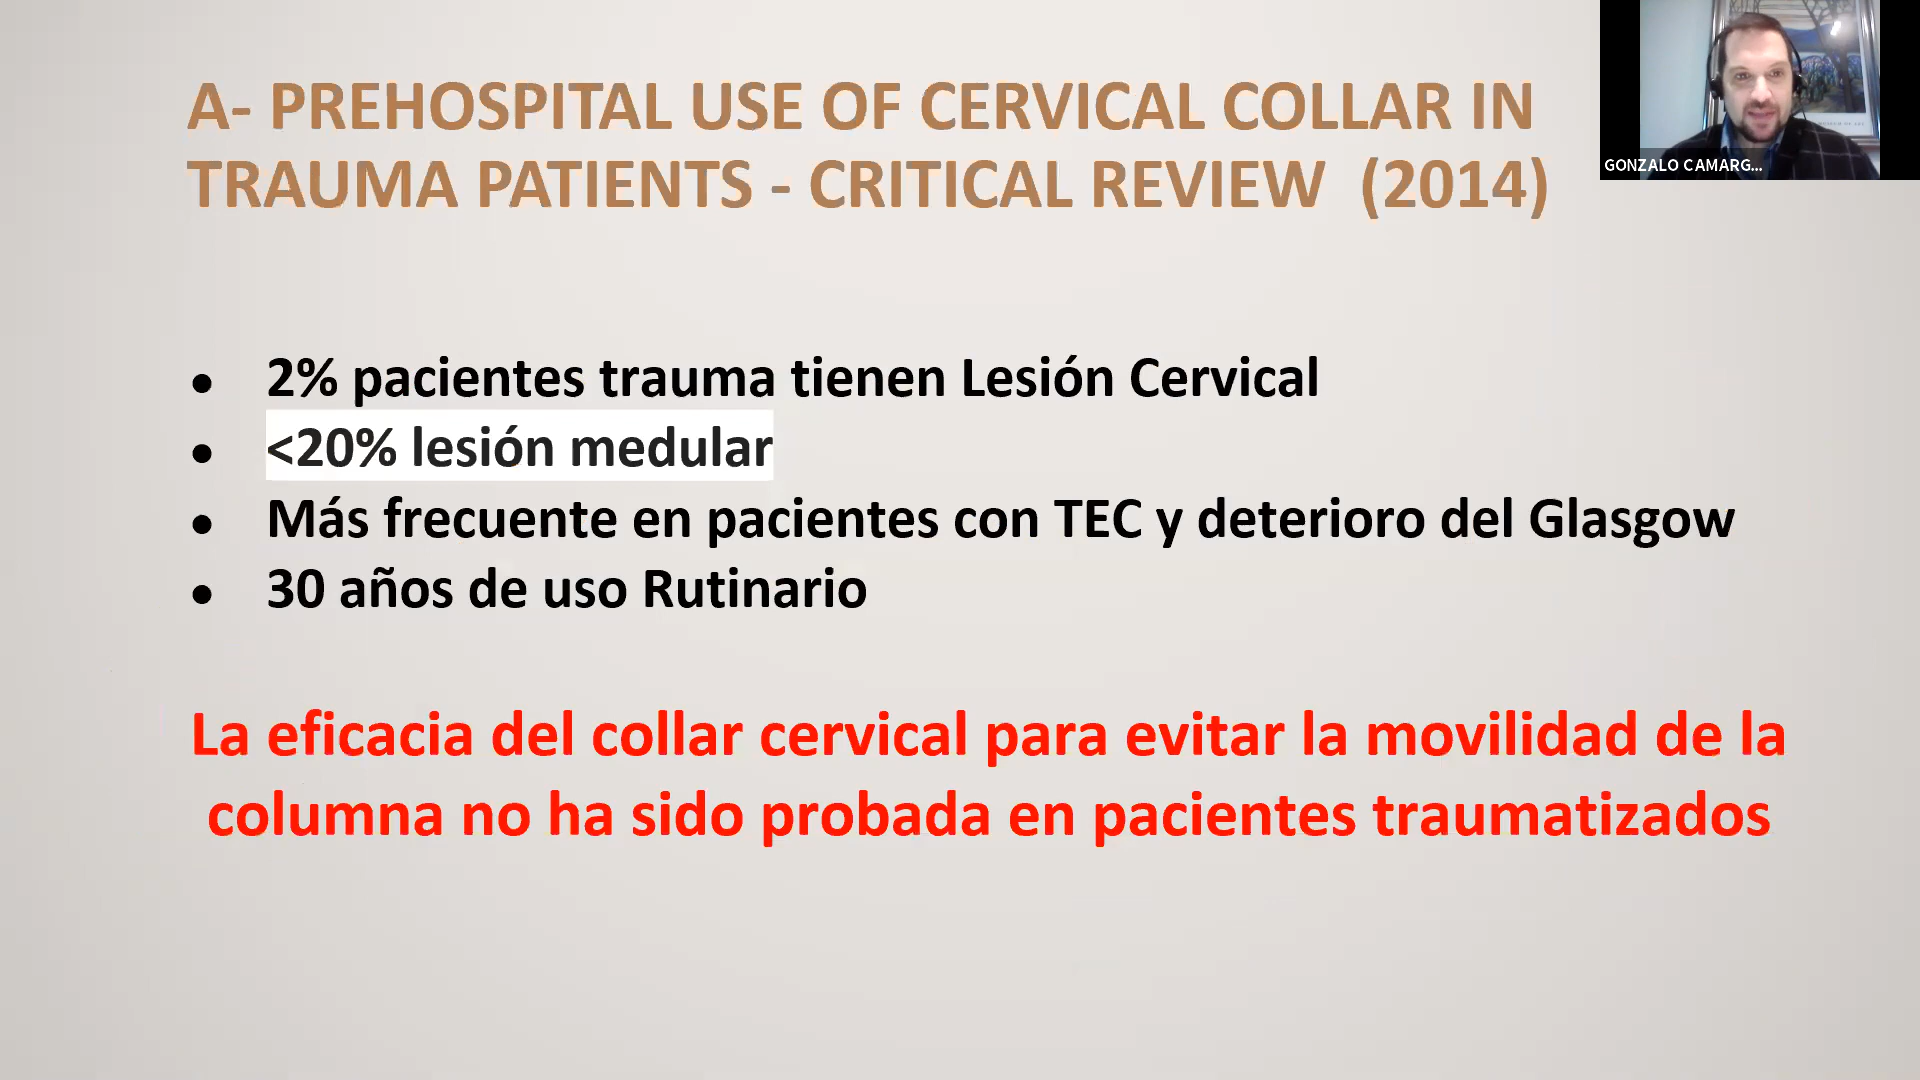 A- PREHOSPITAL USE OF CERVICAL COLLAR IN
TRAUMA PATIENTS - CRITICAL REVIEW (2014)
GONZALO CAMARG...
• 2% pacientes trauma tienen Lesión Cervical
• <20% lesión medular
• Más frecuente en pacientes con TEC y deterioro del Glasgow
• 30 años de uso Rutinario
La eficacia del collar cervical para evitar la movilidad de la
columna no ha sido probada en pacientes traumatizados